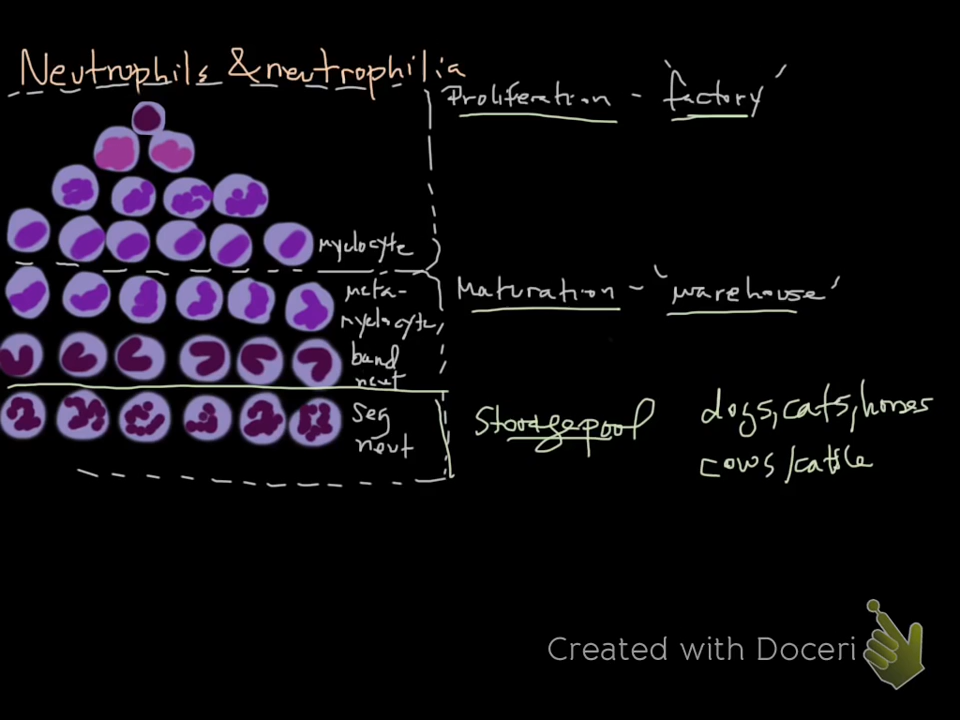 Neutrophils & neutrophilia
Proliferation - 'factory'
myelocyte
meta-
myelocyte
Maturation - 'warehouse'
band
neut
seg
neut
Storage pool
dogs, cats, horses
cows/cattle
Created with Doceri